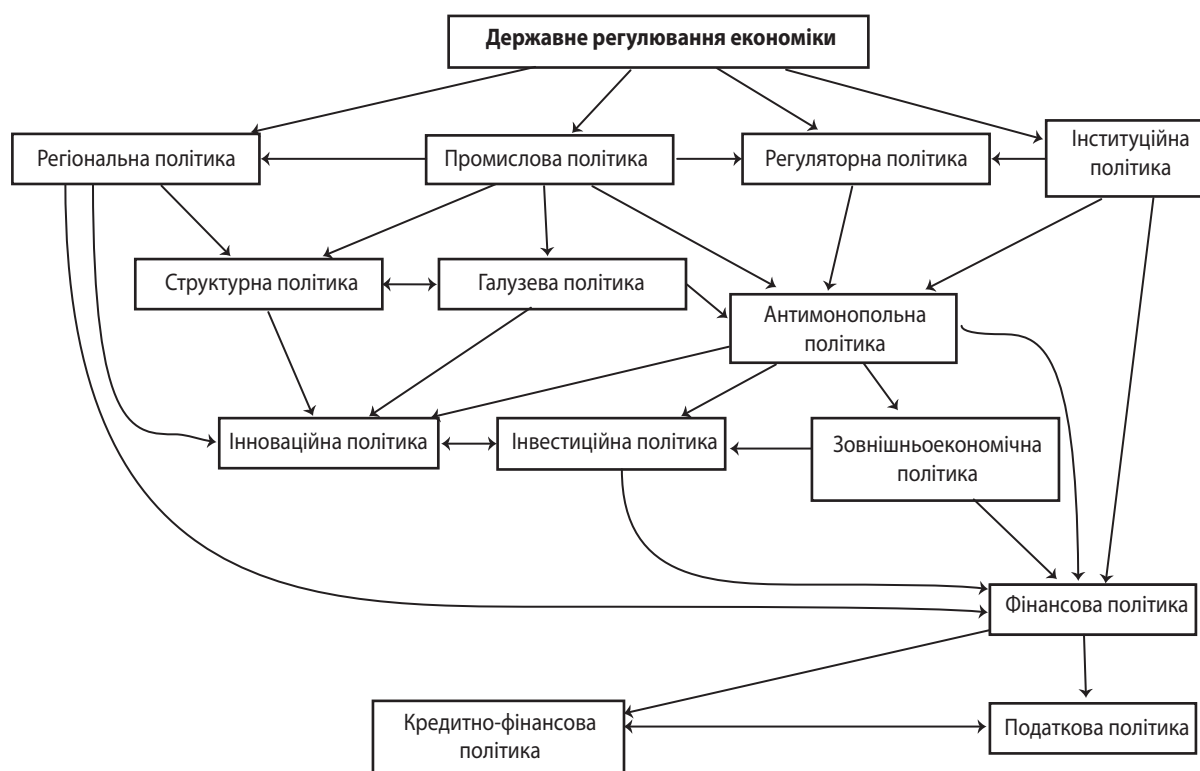 Державне регулювання економіки
Регіональна політика
Промислова політика
Регуляторна політика
Інституційна
політика
Структурна політика
Галузева політика
Антимонопольна
політика
Інноваційна політика
Інвестиційна політика
Зовнішньоекономічна
політика
Фінансова політика
Кредитно-фінансова
політика
Податкова політика